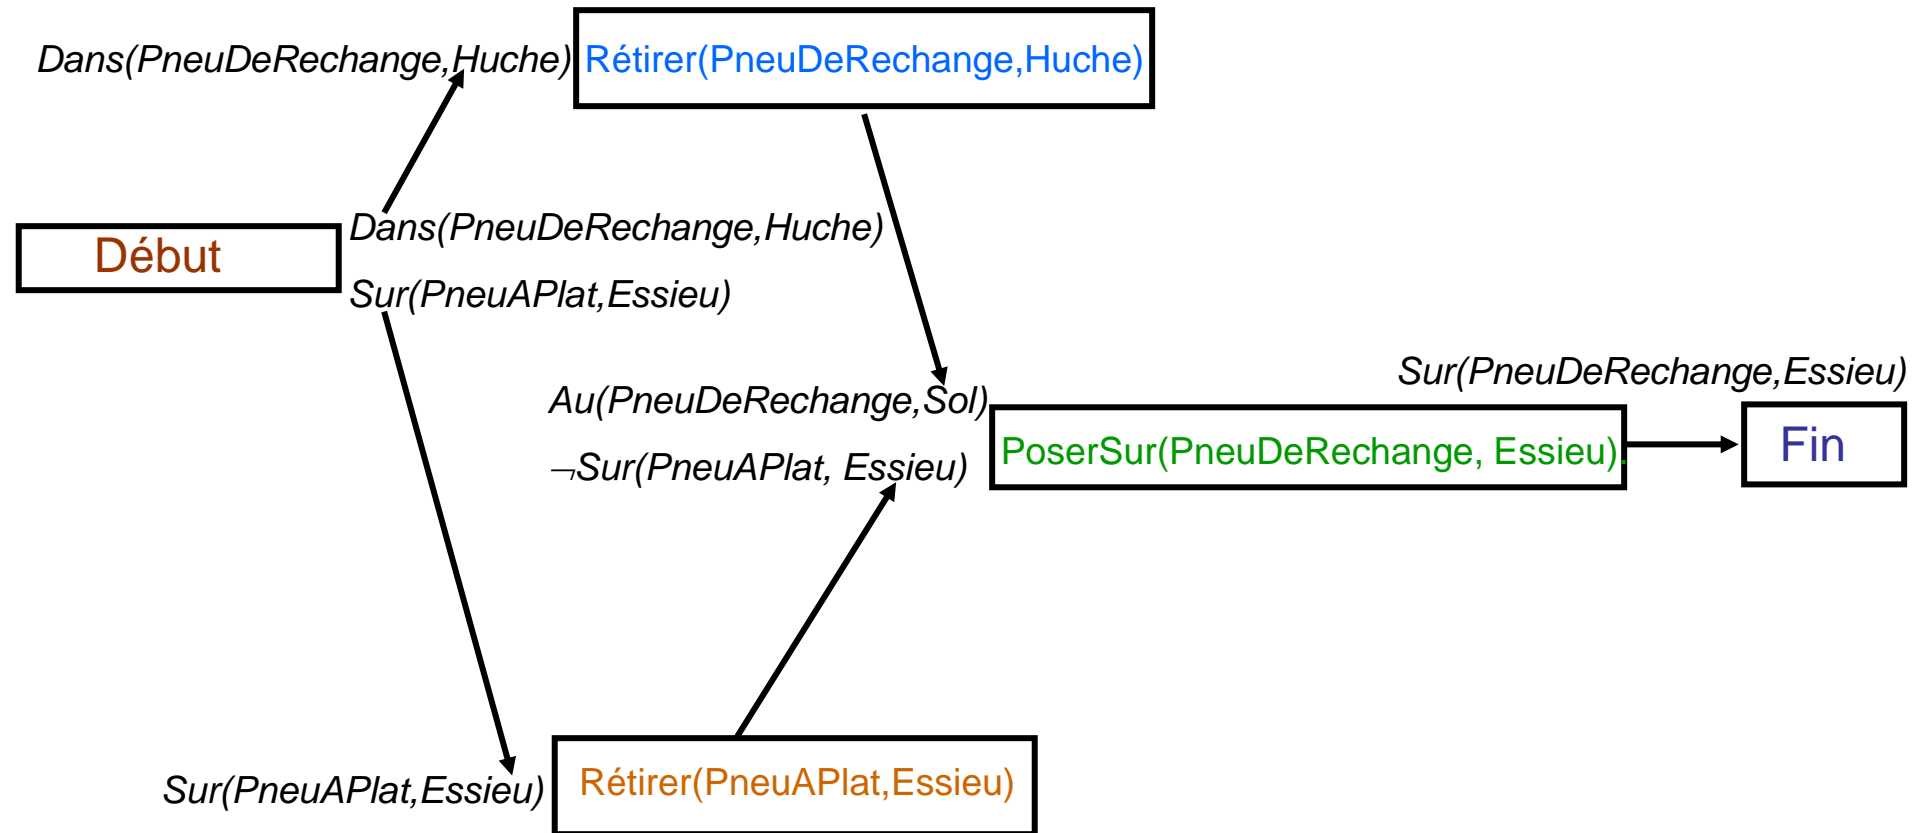 Dans(PneuDeRechange,Huche)
Rétirer(PneuDeRechange,Huche)
Début
Dans(PneuDeRechange,Huche)
Sur(PneuAPlat,Essieu)
Au(PneuDeRechange,Sol)
¬Sur(PneuAPlat, Essieu)
PoserSur(PneuDeRechange, Essieu).
Sur(PneuDeRechange,Essieu)
Fin
Sur(PneuAPlat,Essieu)
Rétirer(PneuAPlat,Essieu)